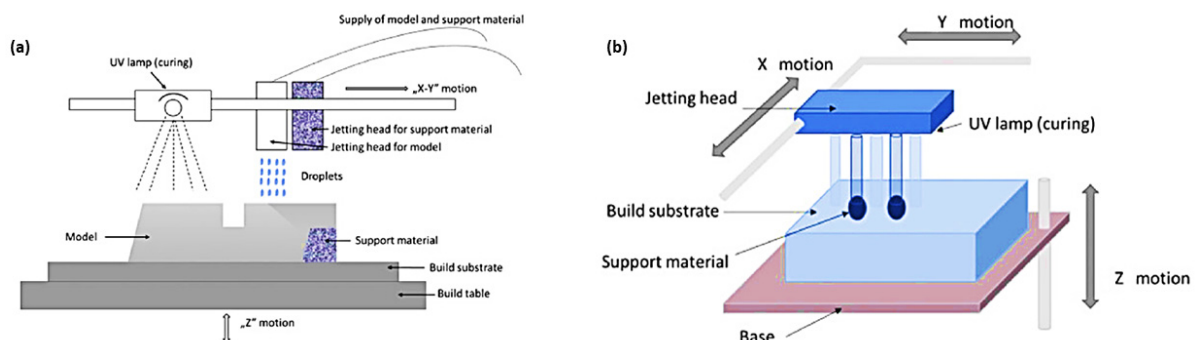 (a)
Supply of model and support material
UV lamp (curing)
„X-Y" motion
Jetting head for support material
Jetting head for model
Droplets
Model
Support material
Build substrate
Build table
„Z" motion
(b)
Y motion
X motion
Jetting head
UV lamp (curing)
Build substrate
Support material
Z motion
Base